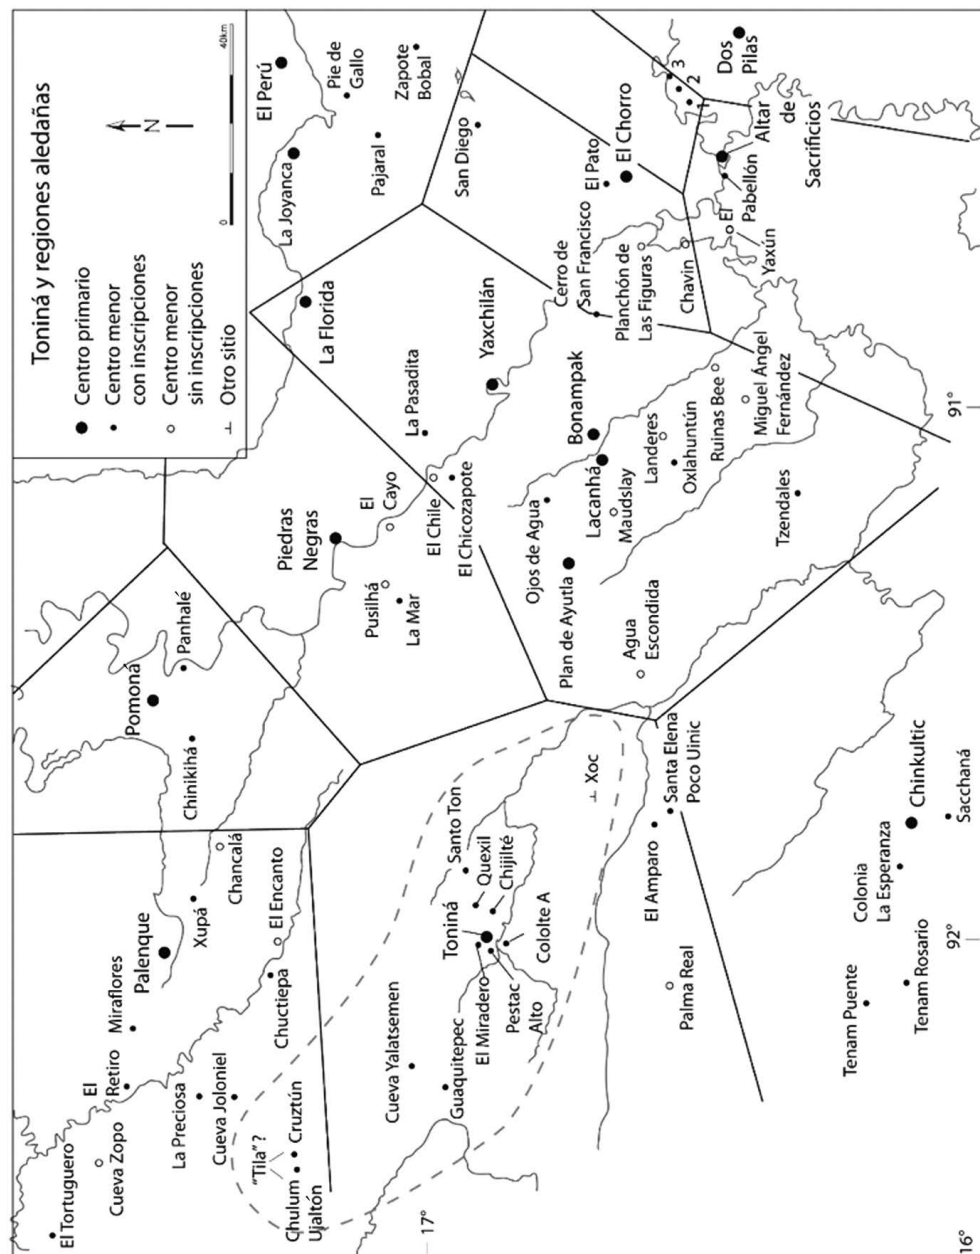 Toniná y regiones aledañas
Centro primario
Centro menor
con inscripciones
Centro menor
sin inscripciones
Otro sitio
N
0
40km
El Tortuguero
Cueva Zopo
El
Retiro
Miraflores
Palenque
La Preciosa
Xupá
Cueva Joloniel
Chancalá
"Tila"?
Cruztún
Chulum
Ujaltón
Chuctiepa
El Encanto
Pomoná
Panhalé
Chinikihá
Piedras
Negras
El
Cayo
Pusilhá
La Mar
El Chile
El Chicozapote
La Florida
La Pasadita
Yaxchilán
El Perú
La Joyanca
Pie de
Gallo
Pajaral
Zapote
Bobal
San Diego
El Pato
El Chorro
Cerro de
San Francisco
Planchón de
Las Figuras
Chavin
3
2
1
Dos
Pilas
Altar
de
Sacrificios
Pabellón
El
Yaxún
Cueva Yalatsemen
Guaquitepec
Toniná
Santo Ton
Quexil
Chijilté
El Miradero
Pestac
Alto
Cololte A
Xoc
Ojos de Agua
Plan de Ayutla
Bonampak
Lacanhá
Maudslay
Landeres
Oxlahuntún
Ruinas Bee
Miguel Ángel
Fernández
Agua
Escondida
Tzendales
El Amparo
Santa Elena
Poco Uinic
Palma Real
Tenam Puente
Tenam Rosario
Colonia
La Esperanza
Chinkultic
Sacchaná
17°
16°
92°
91°